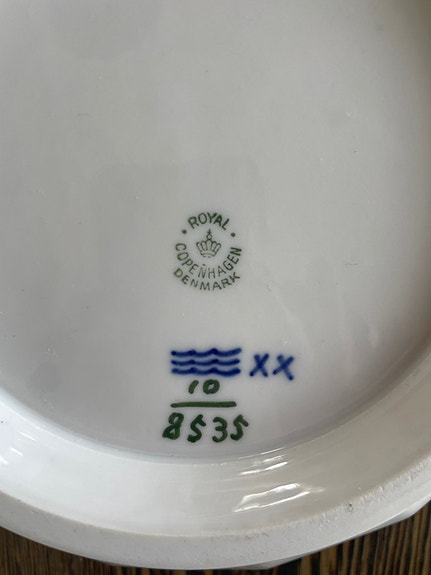 ROYAL
COPENHAGEN
DENMARK
XX
10
8535